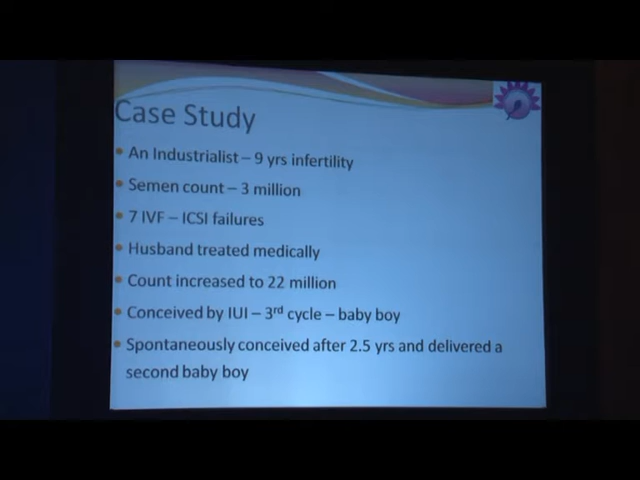 Case Study
• An Industrialist – 9 yrs infertility
• Semen count – 3 million
• 7 IVF – ICSI failures
• Husband treated medically
• Count increased to 22 million
• Conceived by IUI – 3rd cycle – baby boy
• Spontaneously conceived after 2.5 yrs and delivered a
second baby boy